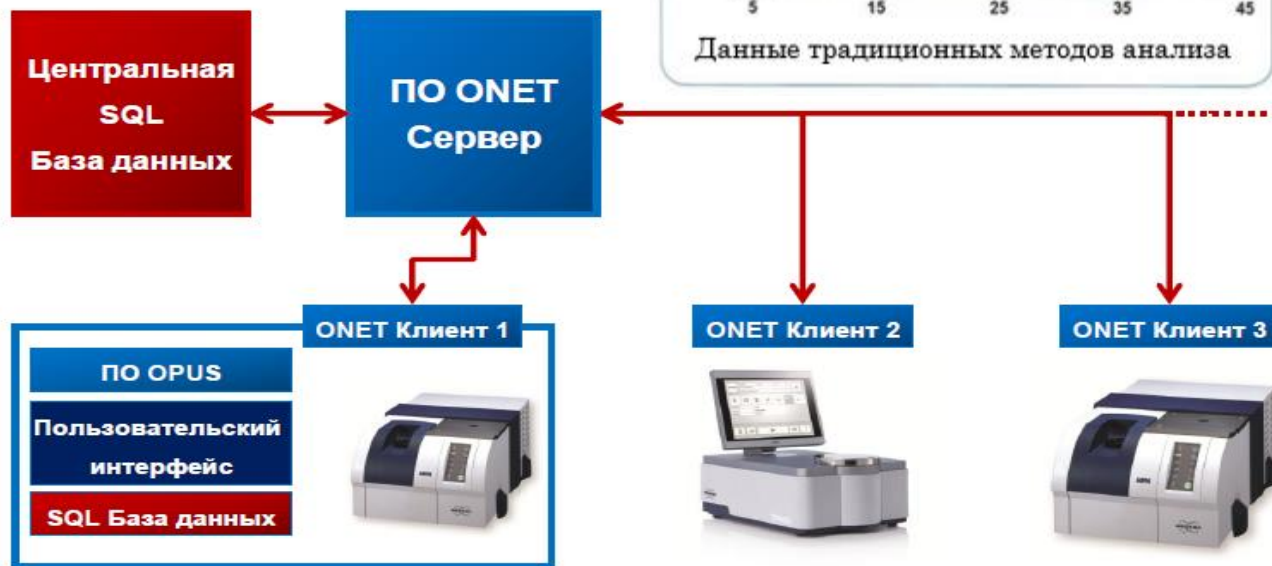 5 15 25 35 45
Данные традиционных методов анализа
Центральная
SQL
База данных
ПО ONET
Сервер
ONET Клиент 1
ONET Клиент 2
ONET Клиент 3
ПО OPUS
Пользовательский
интерфейс
SQL База данных